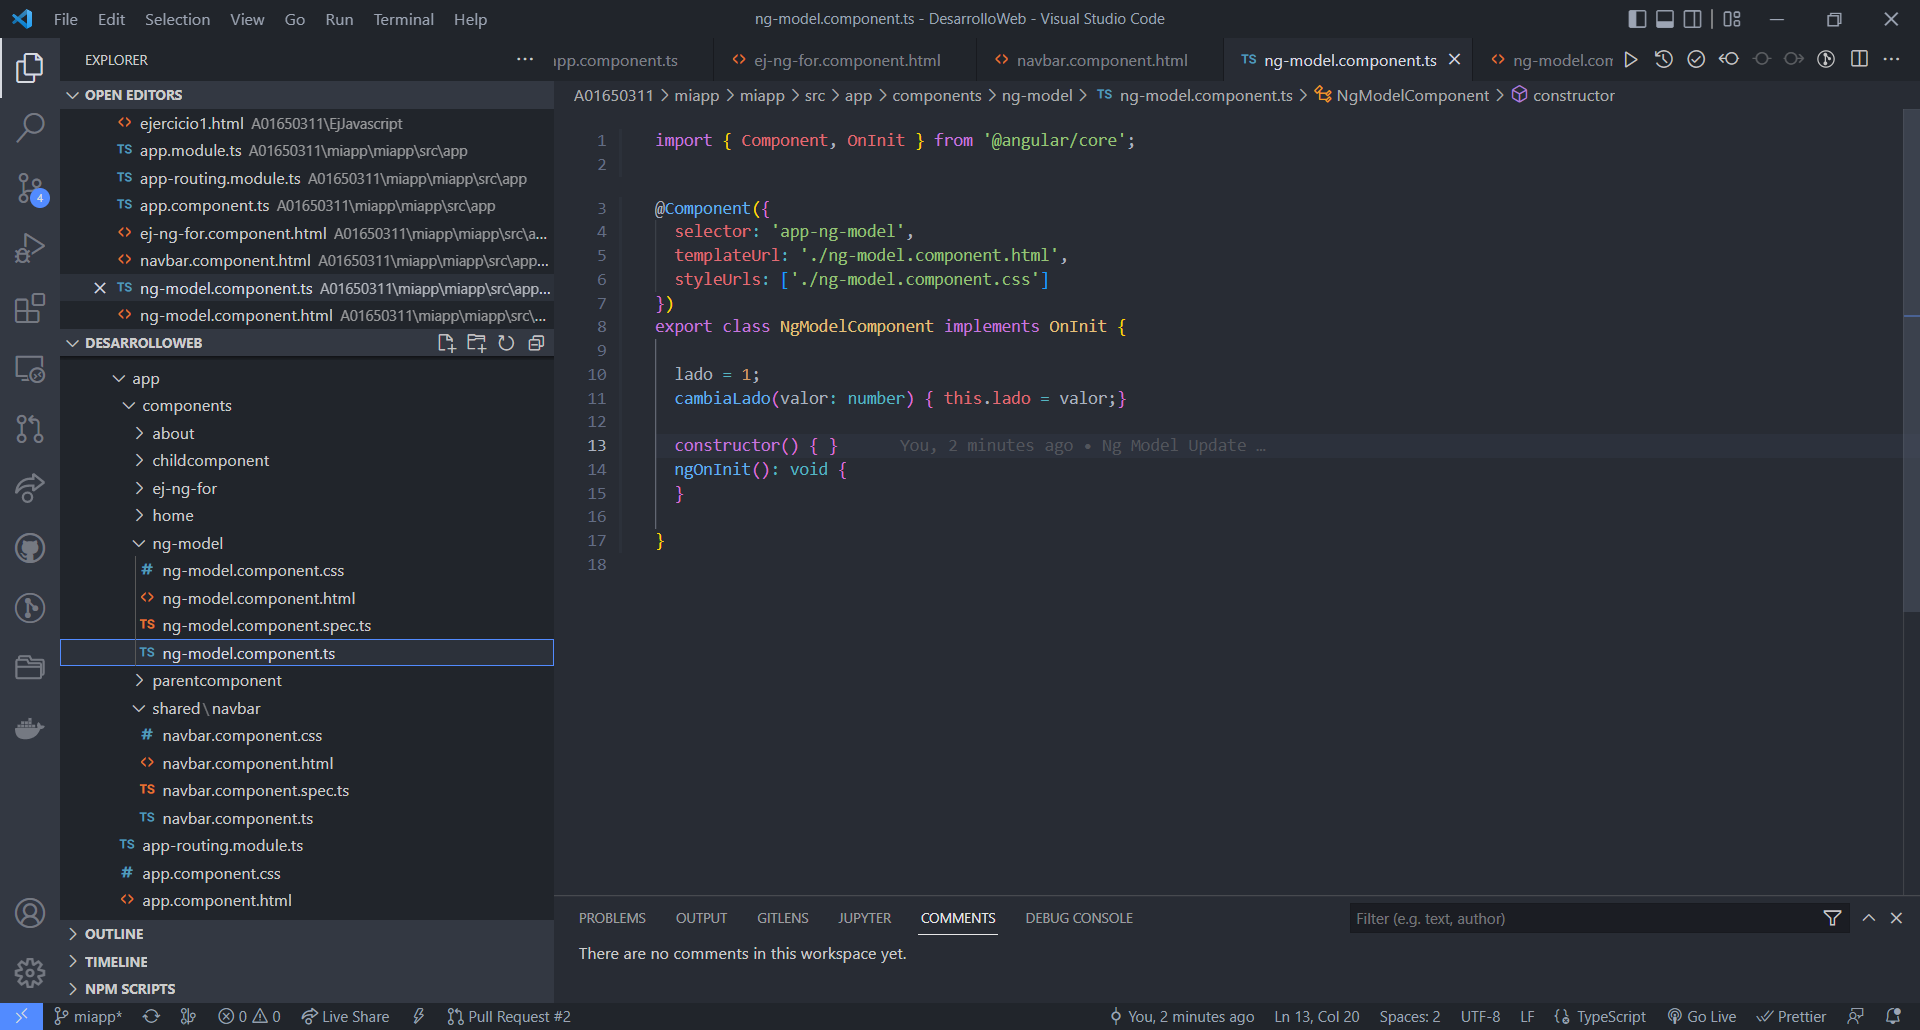 File Edit Selection View Go Run Terminal Help
ng-model.component.ts - DesarrolloWeb - Visual Studio Code
EXPLORER
app.component.ts
ej-ng-for.component.html
navbar.component.html
TS ng-model.component.ts
ng-model.com
OPEN EDITORS
ejercicio1.html A01650311\EjJavascript
TS app.module.ts A01650311\miapp\miapp\src\app
TS app-routing.module.ts A01650311\miapp\miapp\src\app
TS app.component.ts A01650311\miapp\miapp\src\app
ej-ng-for.component.html A01650311\miapp\miapp\src\a...
navbar.component.html A01650311\miapp\miapp\src\app...
TS ng-model.component.ts A01650311\miapp\miapp\src\app...
ng-model.component.html A01650311\miapp\miapp\src\...
DESARROLLOWEB
app
components
about
childcomponent
ej-ng-for
home
ng-model
# ng-model.component.css
ng-model.component.html
TS ng-model.component.spec.ts
TS ng-model.component.ts
parentcomponent
shared\navbar
# navbar.component.css
navbar.component.html
TS navbar.component.spec.ts
TS navbar.component.ts
TS app-routing.module.ts
# app.component.css
app.component.html
OUTLINE
TIMELINE
NPM SCRIPTS
4
A01650311 > miapp > miapp > src > app > components > ng-model > TS ng-model.component.ts > NgModelComponent > constructor
1 import { Component, OnInit } from '@angular/core';
2
3 @Component({
4 selector: 'app-ng-model',
5 templateUrl: './ng-model.component.html',
6 styleUrls: ['./ng-model.component.css']
7 })
8 export class NgModelComponent implements OnInit {
9
10 lado = 1;
11 cambiaLado(valor: number) { this.lado = valor;}
12
13 constructor() { } You, 2 minutes ago • Ng Model Update …
14 ngOnInit(): void {
15 }
16
17 }
18
PROBLEMS OUTPUT GITLENS JUPYTER COMMENTS DEBUG CONSOLE
Filter (e.g. text, author)
There are no comments in this workspace yet.
miapp* 0 0 Live Share Pull Request #2
You, 2 minutes ago Ln 13, Col 20 Spaces: 2 UTF-8 LF TypeScript Go Live Prettier